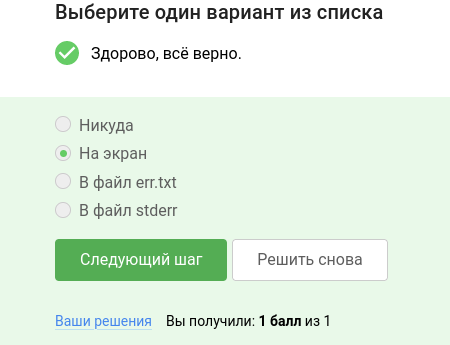 Выберите один вариант из списка
Здорово, всё верно.
Никуда
На экран
В файл err.txt
В файл stderr
Следующий шаг Решить снова
Ваши решения Вы получили: 1 балл из 1